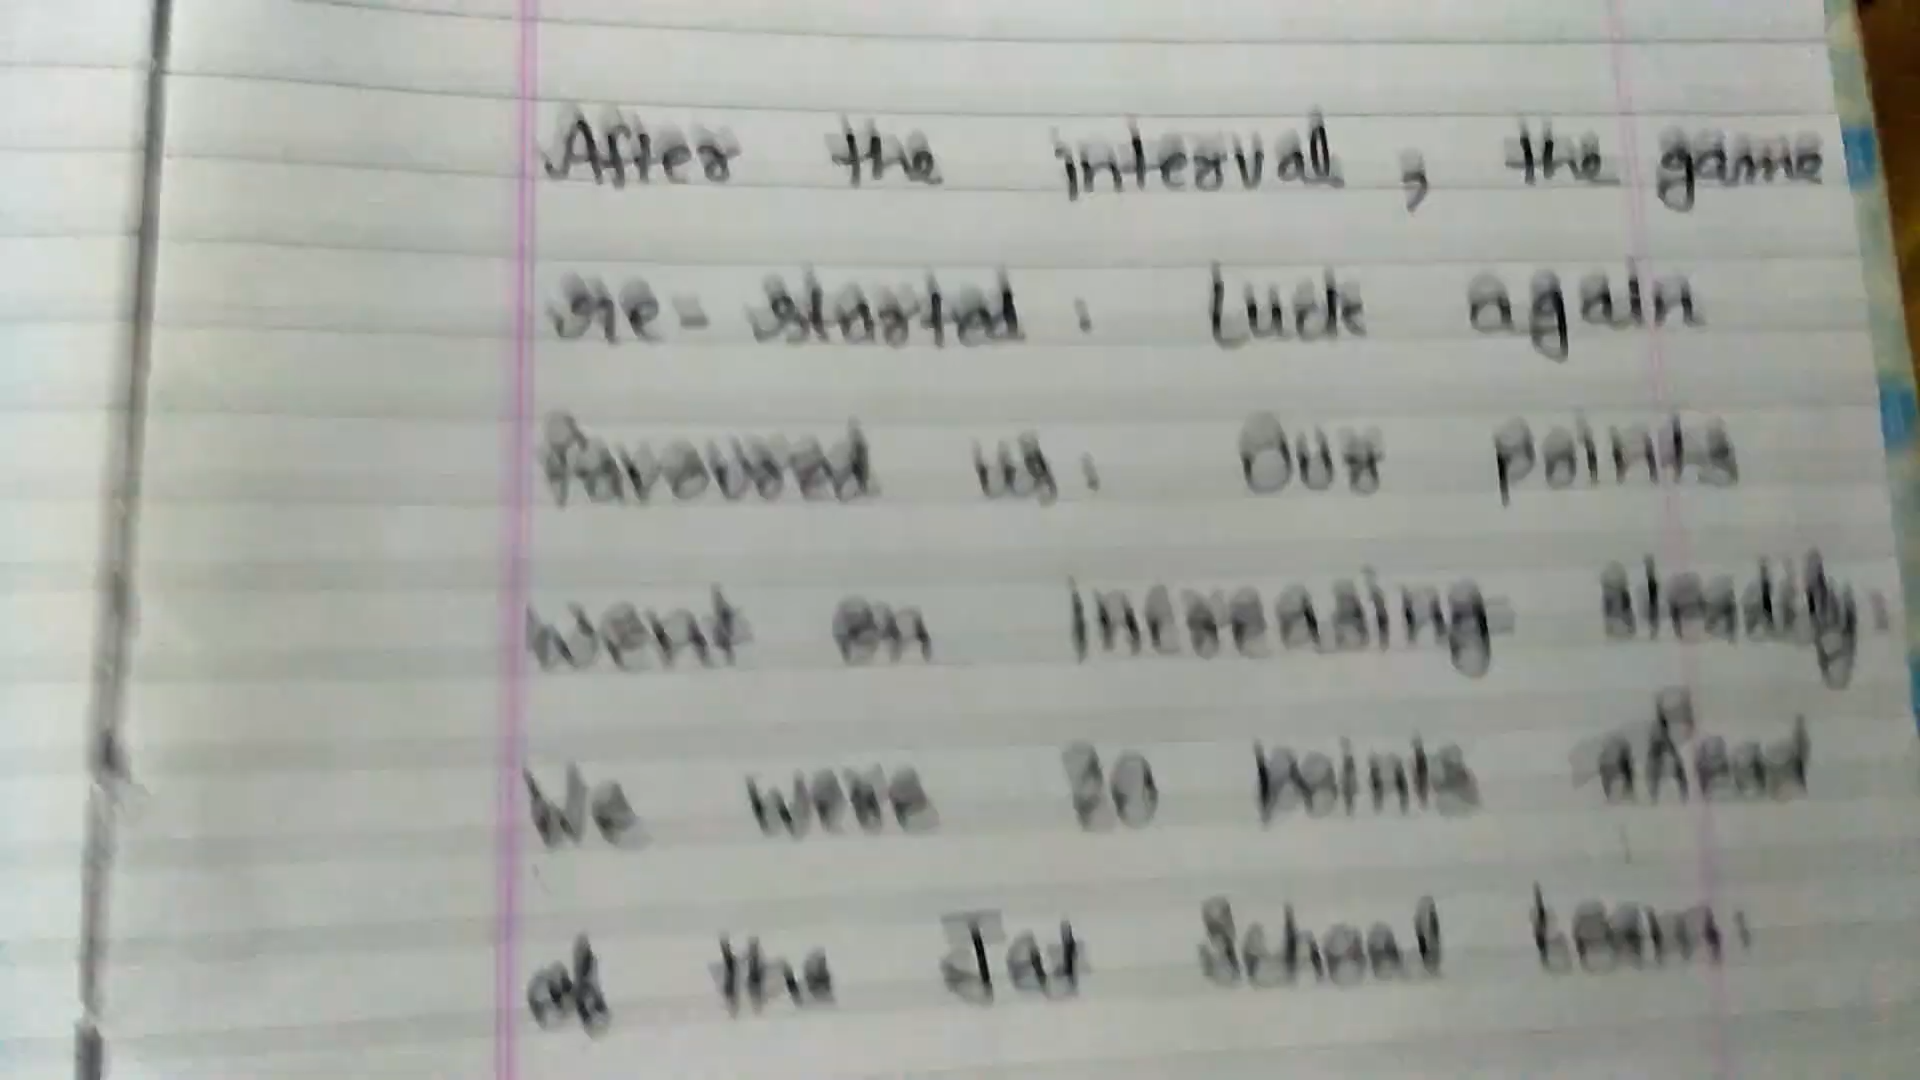 After the interval, the game
re-started. Luck again
favoured us. Our points
went on increasing steadily.
We were 20 points ahead
of the Jat School team.